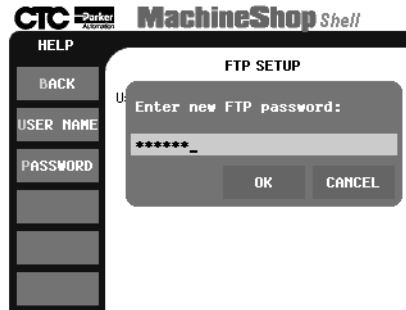 CTC Parker Automation MachineShop Shell
HELP
FTP SETUP
BACK
U
Enter new FTP password:
USER NAME
******_
PASSWORD
OK CANCEL